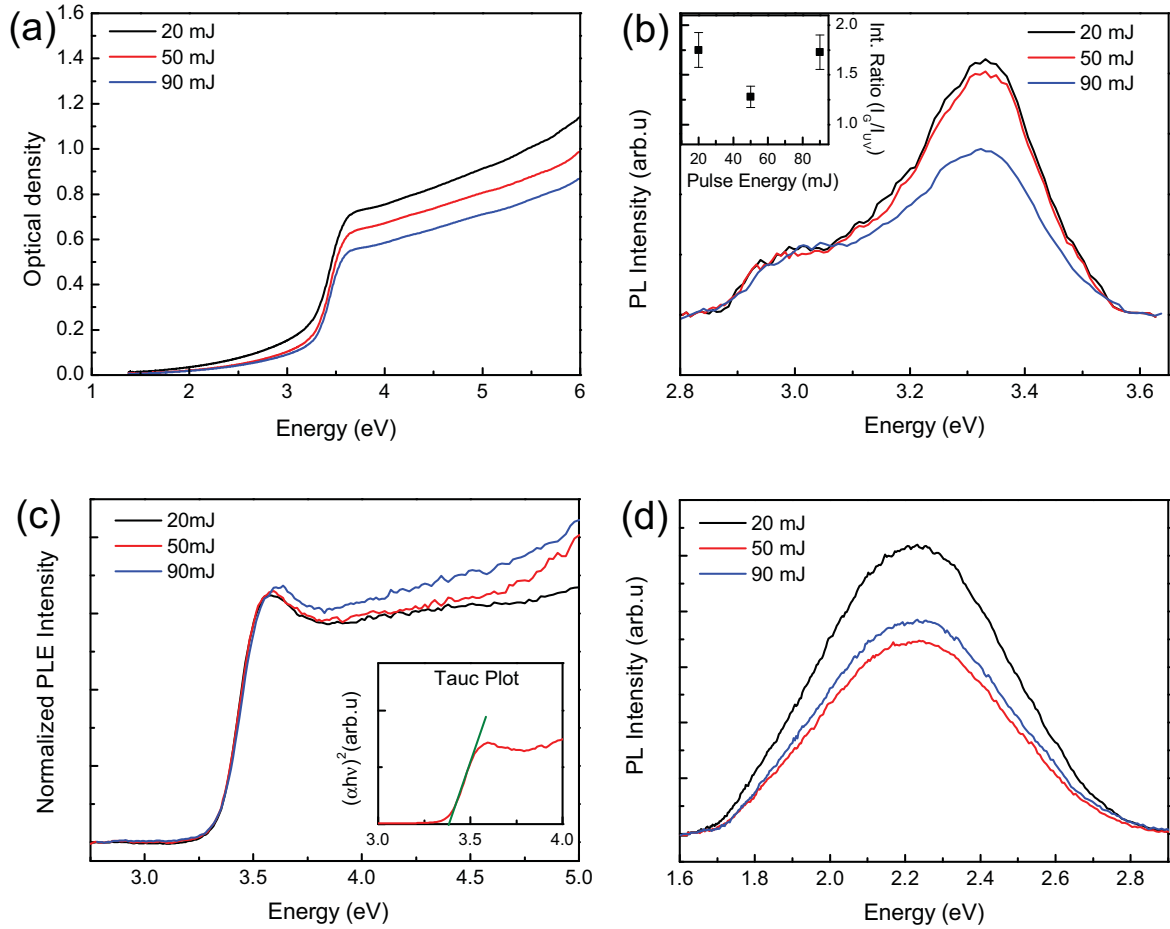 (a)
20 mJ
50 mJ
90 mJ
1.6
1.4
1.2
1.0
0.8
0.6
0.4
0.2
0.0
Optical density
1 2 3 4 5 6
Energy (eV)
(b)
20 mJ
50 mJ
90 mJ
2.0
1.5
1.0
Int. Ratio (I_G/I_UV)
20 40 60 80
Pulse Energy (mJ)
PL Intensity (arb.u)
2.8 3.0 3.2 3.4 3.6
Energy (eV)
(c)
20mJ
50mJ
90mJ
Normalized PLE Intensity
Tauc Plot
(αhν)² (arb.u)
3.0 3.5 4.0
3.0 3.5 4.0 4.5 5.0
Energy (eV)
(d)
20 mJ
50 mJ
90 mJ
PL Intensity (arb.u)
1.6 1.8 2.0 2.2 2.4 2.6 2.8
Energy (eV)